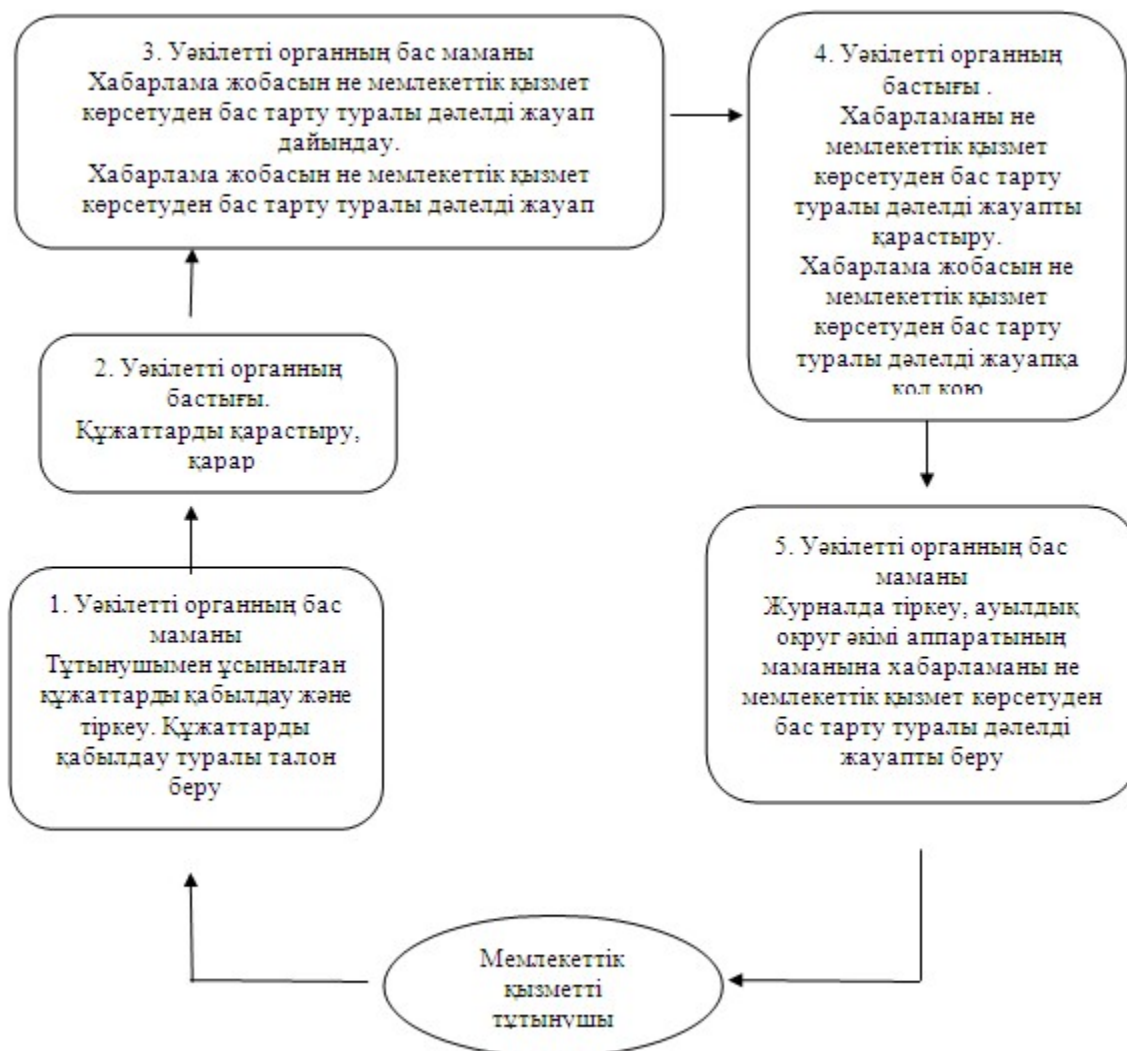 3. Уәкілетті органның бас маманы
Хабарлама жобасын не мемлекеттік қызмет
көрсетуден бас тарту туралы дәлелді жауап
дайындау.
Хабарлама жобасын не мемлекеттік қызмет
көрсетуден бас тарту туралы дәлелді жауап
4. Уәкілетті органның
бастығы .
Хабарламаны не
мемлекеттік қызмет
көрсетуден бас тарту
туралы дәлелді жауапты
қарастыру.
Хабарлама жобасын не
мемлекеттік қызмет
көрсетуден бас тарту
туралы дәлелді жауапқа
қол қою
2. Уәкілетті органның
бастығы.
Құжаттарды қарастыру,
қарар
1. Уәкілетті органның бас
маманы
Тұтынушымен ұсынылған
құжаттарды қабылдау және
тіркеу. Құжаттарды
қабылдау туралы талон
беру
5. Уәкілетті органның бас
маманы
Журналда тіркеу, ауылдық
округ әкімі аппаратының
маманына хабарламаны не
мемлекеттік қызмет көрсетуден
бас тарту туралы дәлелді
жауапты беру
Мемлекеттік
қызметті
тұтынушы